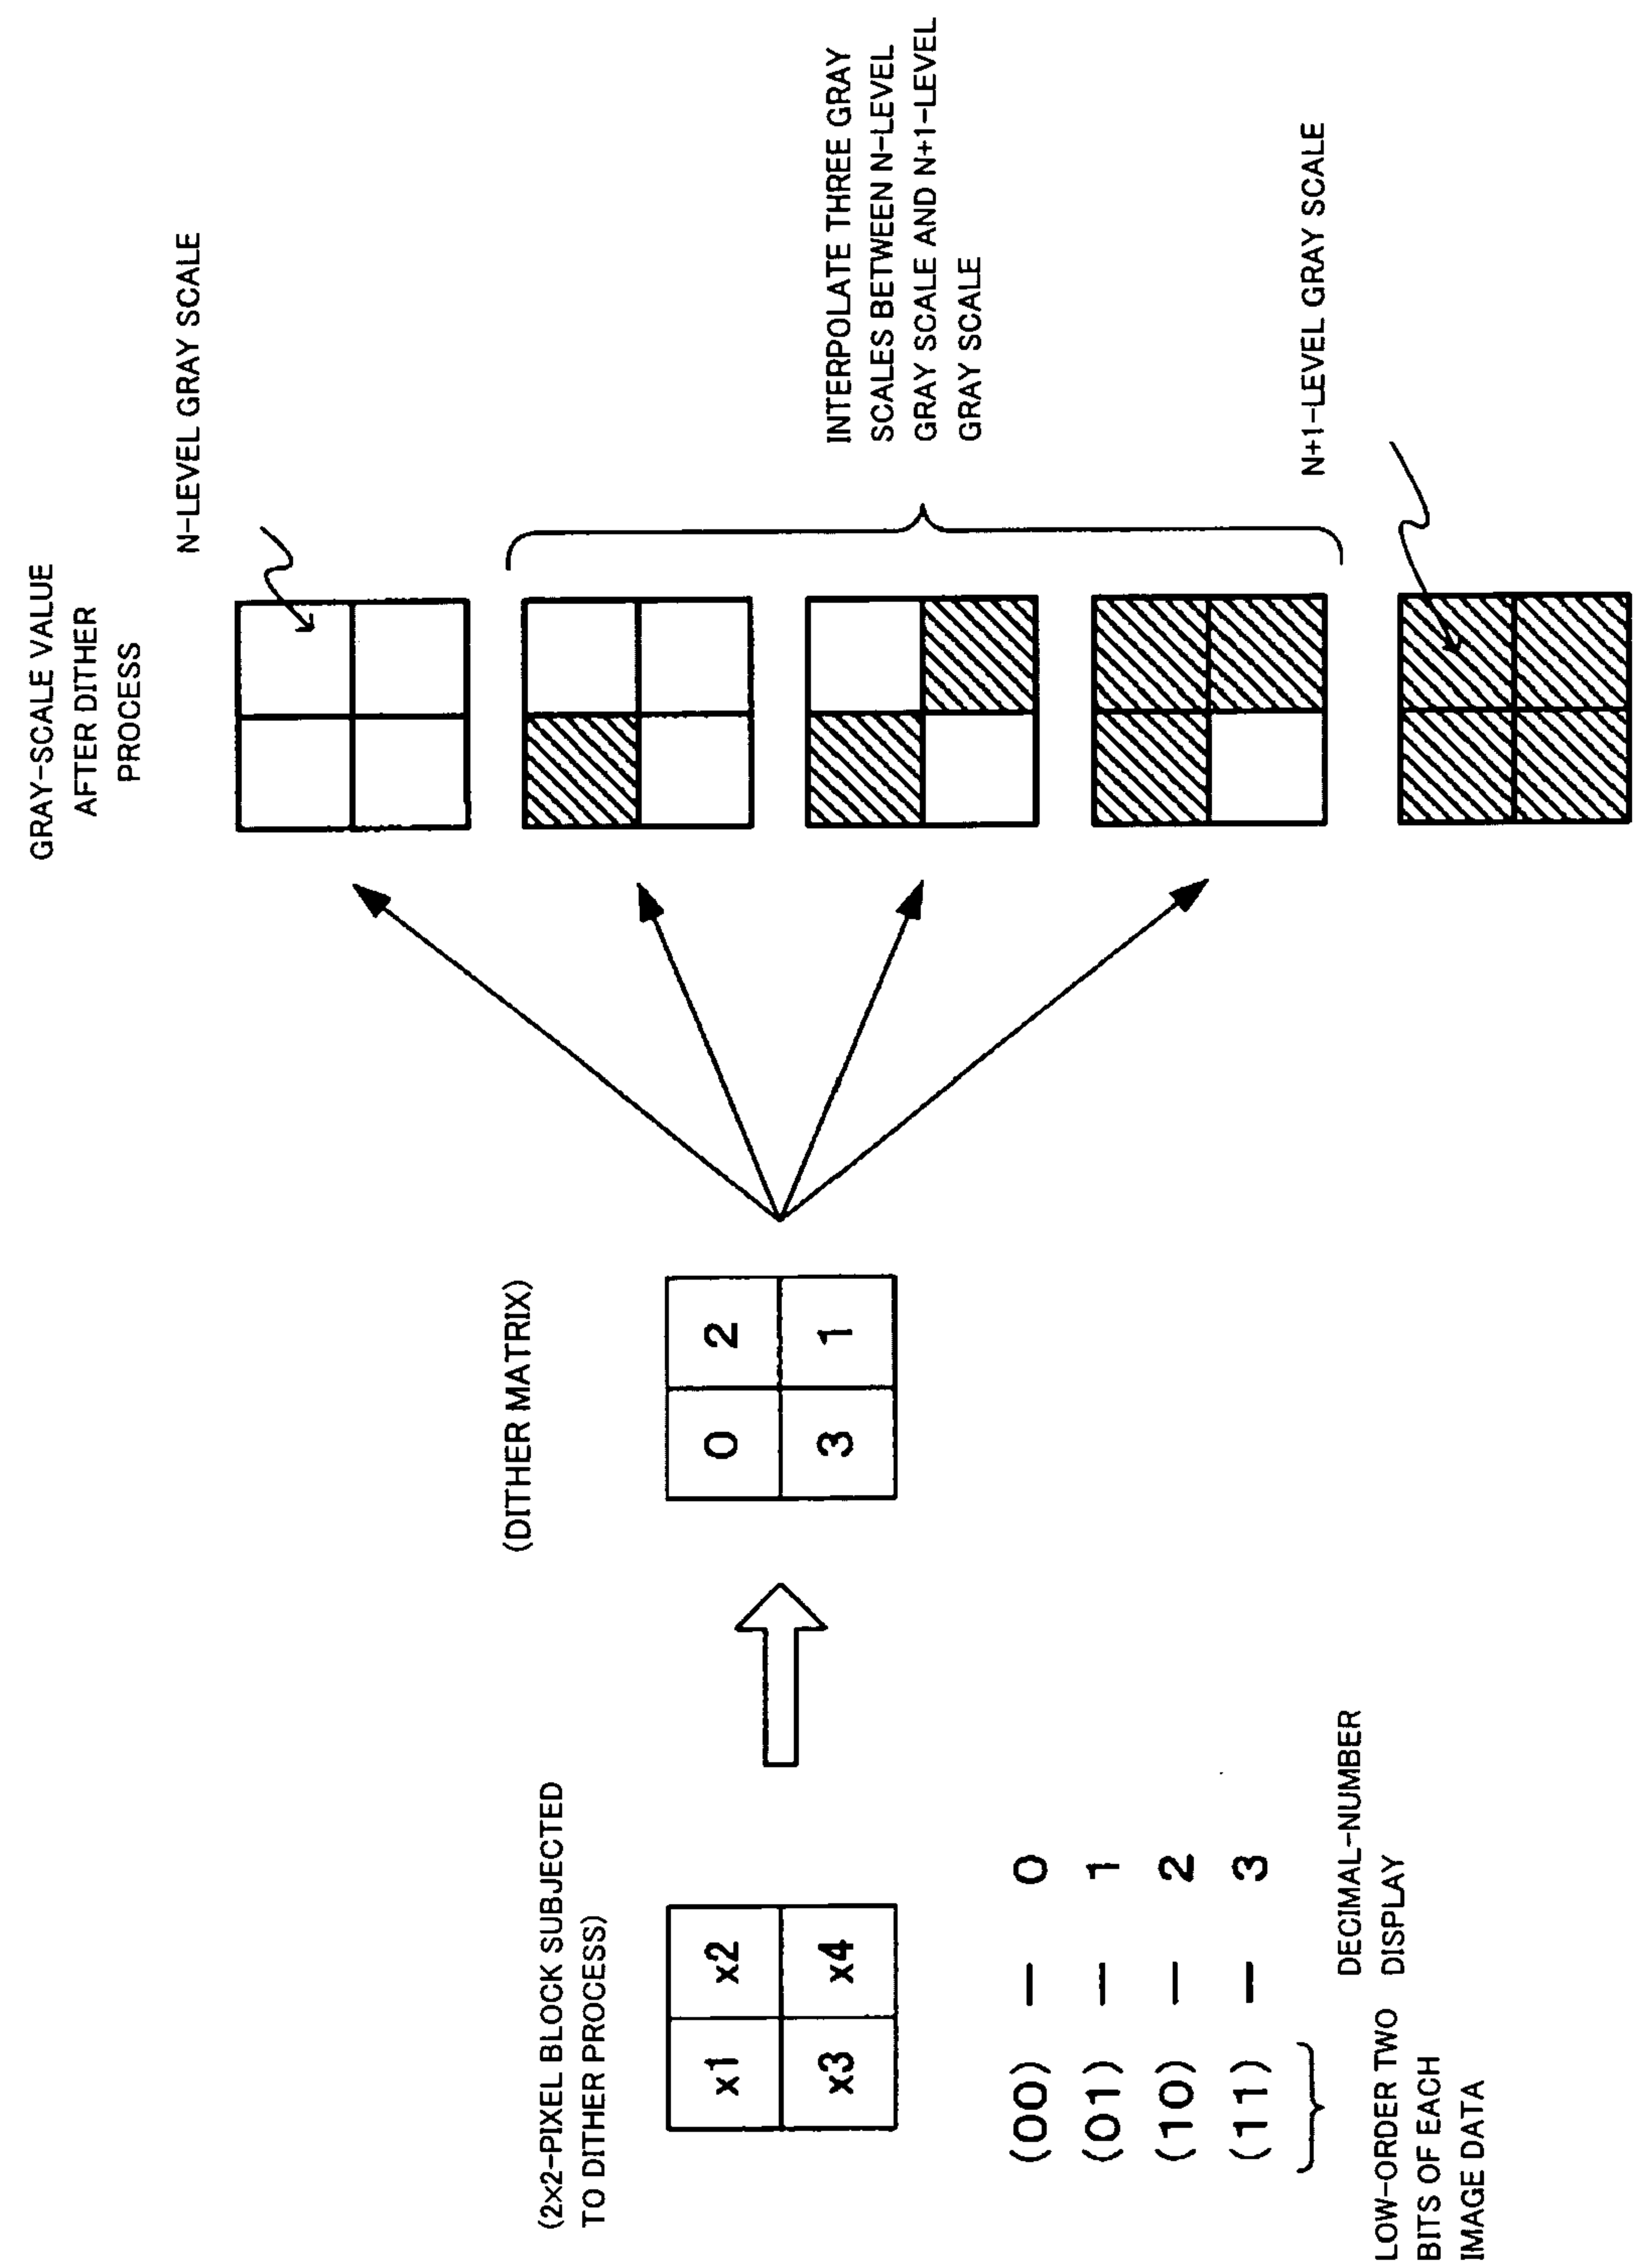 (2x2-PIXEL BLOCK SUBJECTED
TO DITHER PROCESS)
x1 x2
x3 x4
(00) — 0
(01) — 1
(10) — 2
(11) — 3
LOW-ORDER TWO
BITS OF EACH
IMAGE DATA
DECIMAL-NUMBER
DISPLAY
(DITHER MATRIX)
0 2
3 1
GRAY-SCALE VALUE
AFTER DITHER
PROCESS
N-LEVEL GRAY SCALE
INTERPOLATE THREE GRAY
SCALES BETWEEN N-LEVEL
GRAY SCALE AND N+1-LEVEL
GRAY SCALE
N+1-LEVEL GRAY SCALE